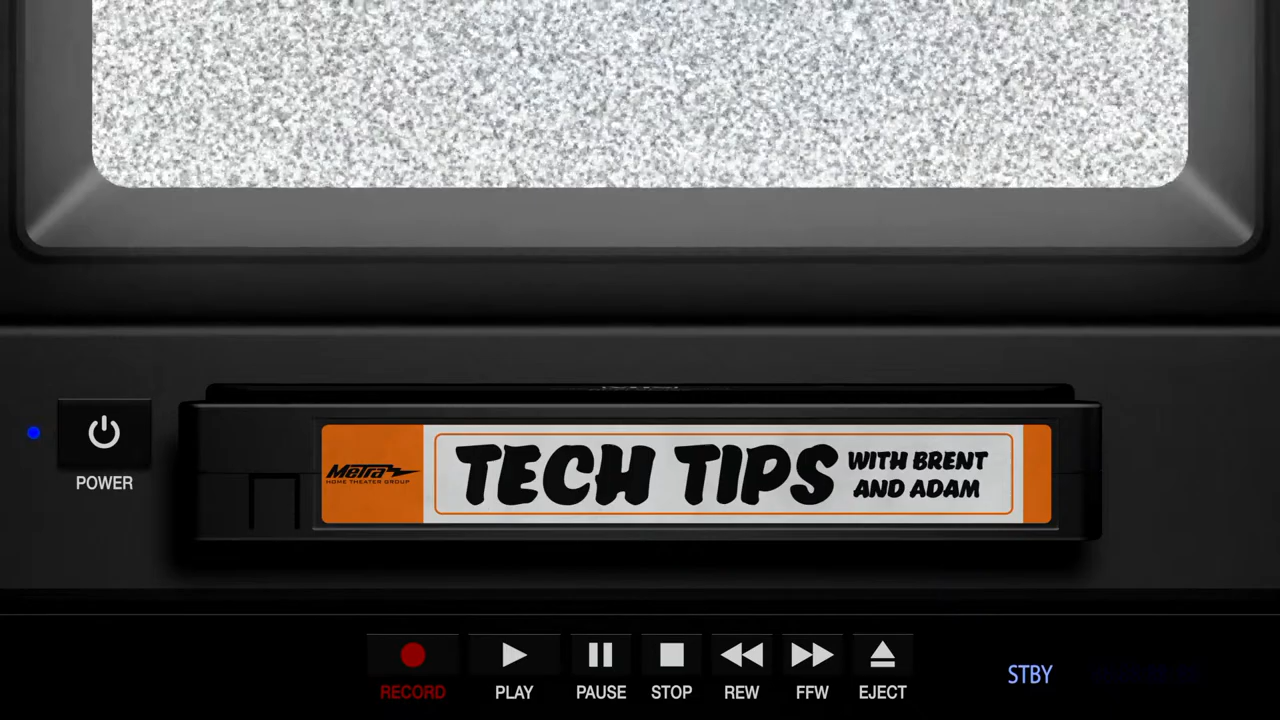 POWER
Metra
HOME THEATER GROUP
TECH TIPS
WITH BRENT
AND ADAM
RECORD
PLAY
PAUSE
STOP
REW
FFW
EJECT
STBY